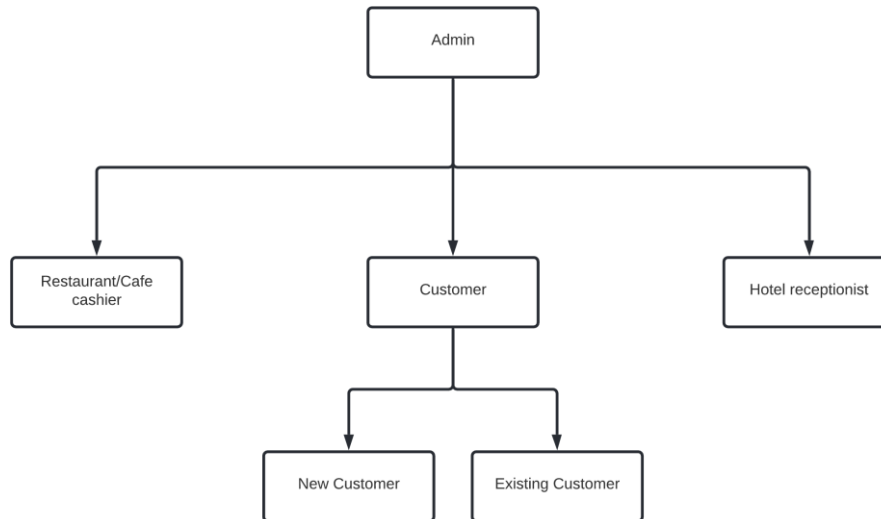 Admin
Restaurant/Cafe
cashier
Customer
Hotel receptionist
New Customer
Existing Customer